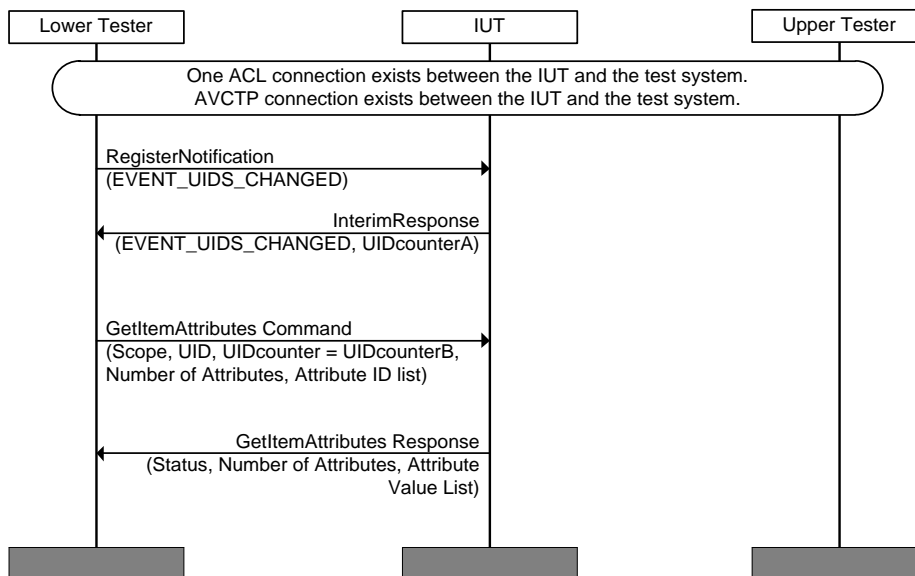 Lower Tester
IUT
Upper Tester
One ACL connection exists between the IUT and the test system.
AVCTP connection exists between the IUT and the test system.
RegisterNotification
(EVENT_UIDS_CHANGED)
InterimResponse
(EVENT_UIDS_CHANGED, UIDcounterA)
GetItemAttributes Command
(Scope, UID, UIDcounter = UIDcounterB,
Number of Attributes, Attribute ID list)
GetItemAttributes Response
(Status, Number of Attributes, Attribute
Value List)